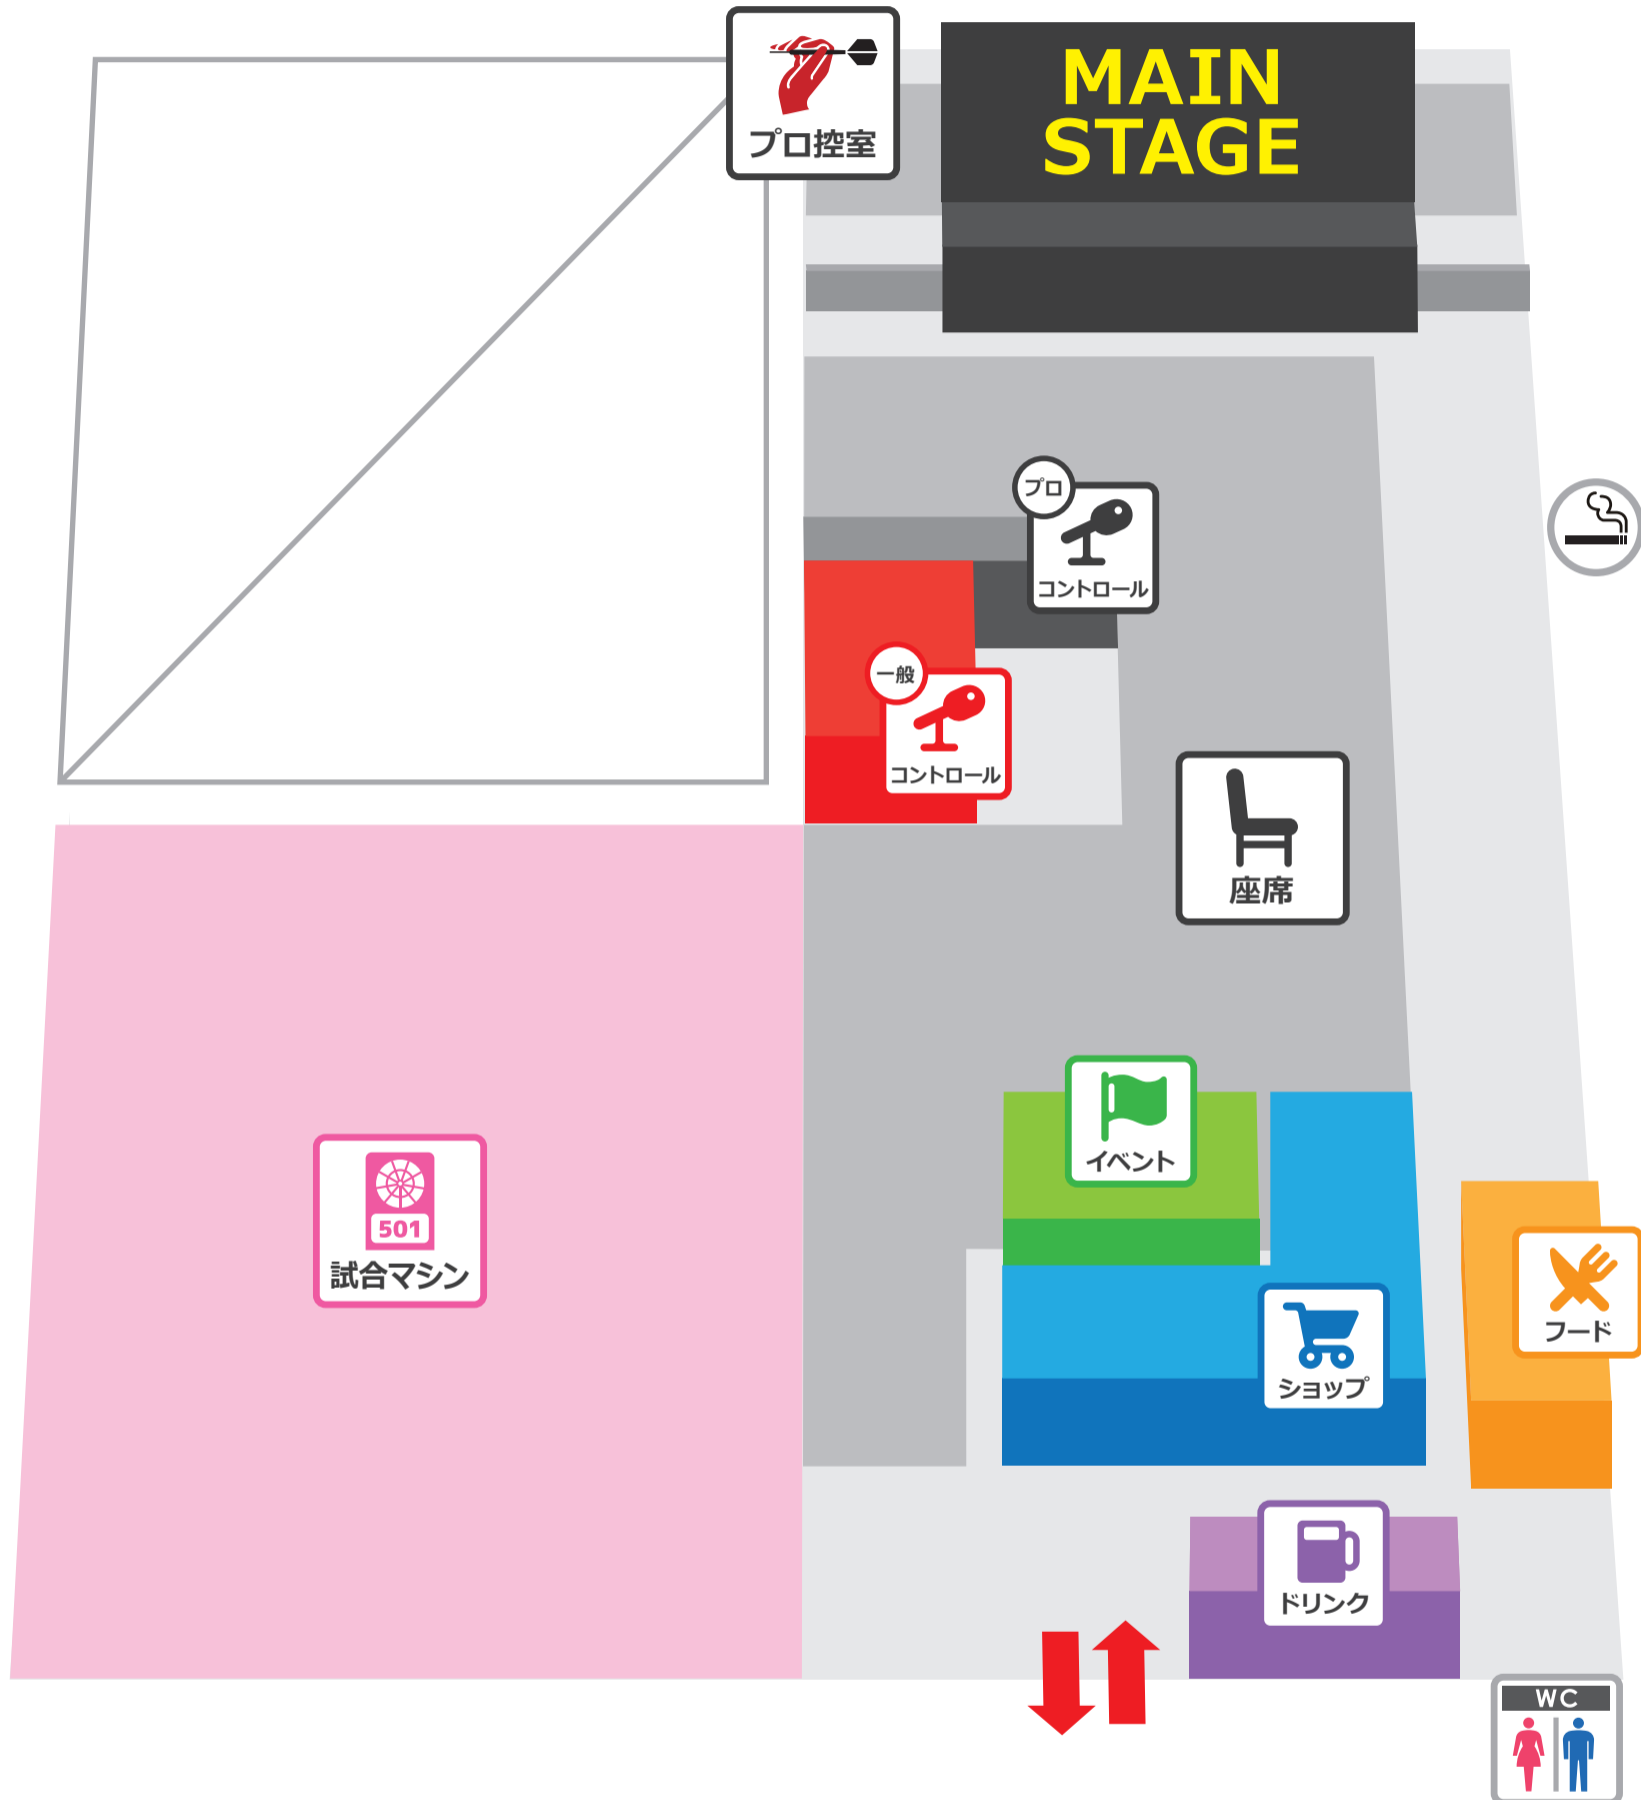 プロ控室
MAIN
STAGE
プロ
コントロール
一般
コントロール
座席
イベント
501
試合マシン
フード
ショップ
ドリンク
WC